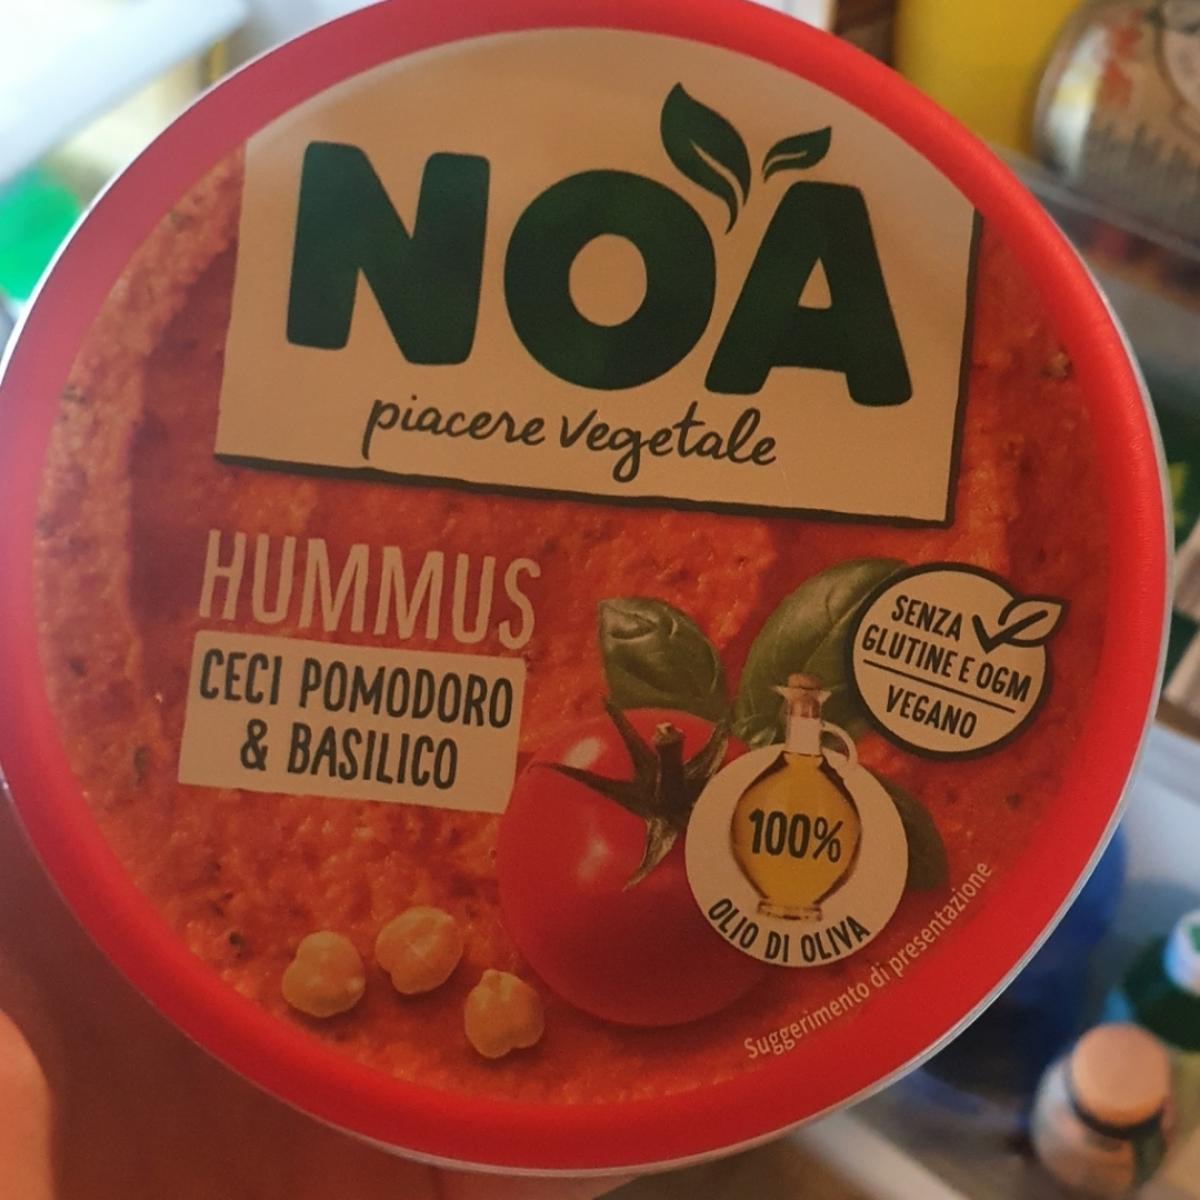 NOA
piacere vegetale
HUMMUS
CECI POMODORO
& BASILICO
SENZA
GLUTINE E OGM
VEGANO
100%
OLIO DI OLIVA
Suggerimento di presentazione